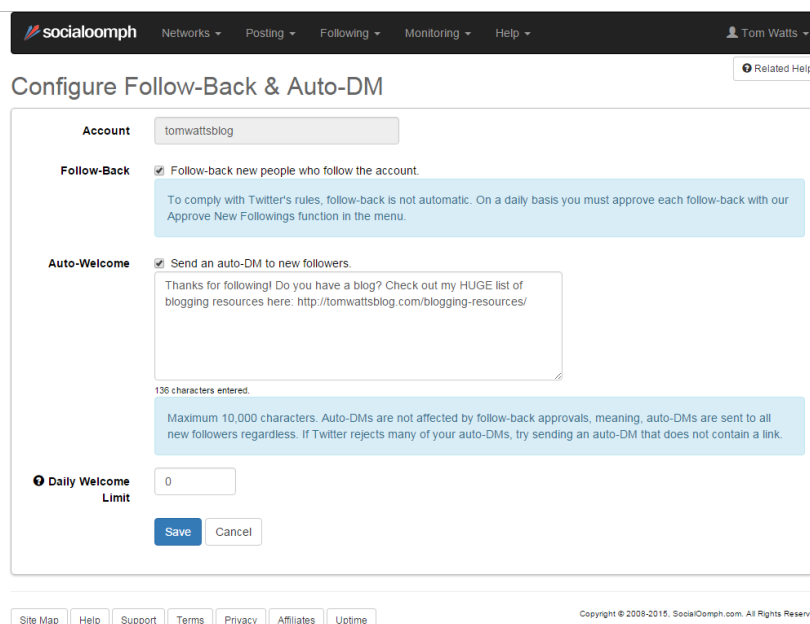 socialoomph Networks Posting Following Monitoring Help Tom Watts
Related Help
Configure Follow-Back & Auto-DM
Account tomwattsblog
Follow-Back Follow-back new people who follow the account.
To comply with Twitter's rules, follow-back is not automatic. On a daily basis you must approve each follow-back with our
Approve New Followings function in the menu.
Auto-Welcome Send an auto-DM to new followers.
Thanks for following! Do you have a blog? Check out my HUGE list of
blogging resources here: http://tomwattsblog.com/blogging-resources/
136 characters entered.
Maximum 10,000 characters. Auto-DMs are not affected by follow-back approvals, meaning, auto-DMs are sent to all
new followers regardless. If Twitter rejects many of your auto-DMs, try sending an auto-DM that does not contain a link.
Daily Welcome 0
Limit
Save Cancel
Site Map Help Support Terms Privacy Affiliates Uptime
Copyright © 2008-2015, SocialOomph.com. All Rights Reserv